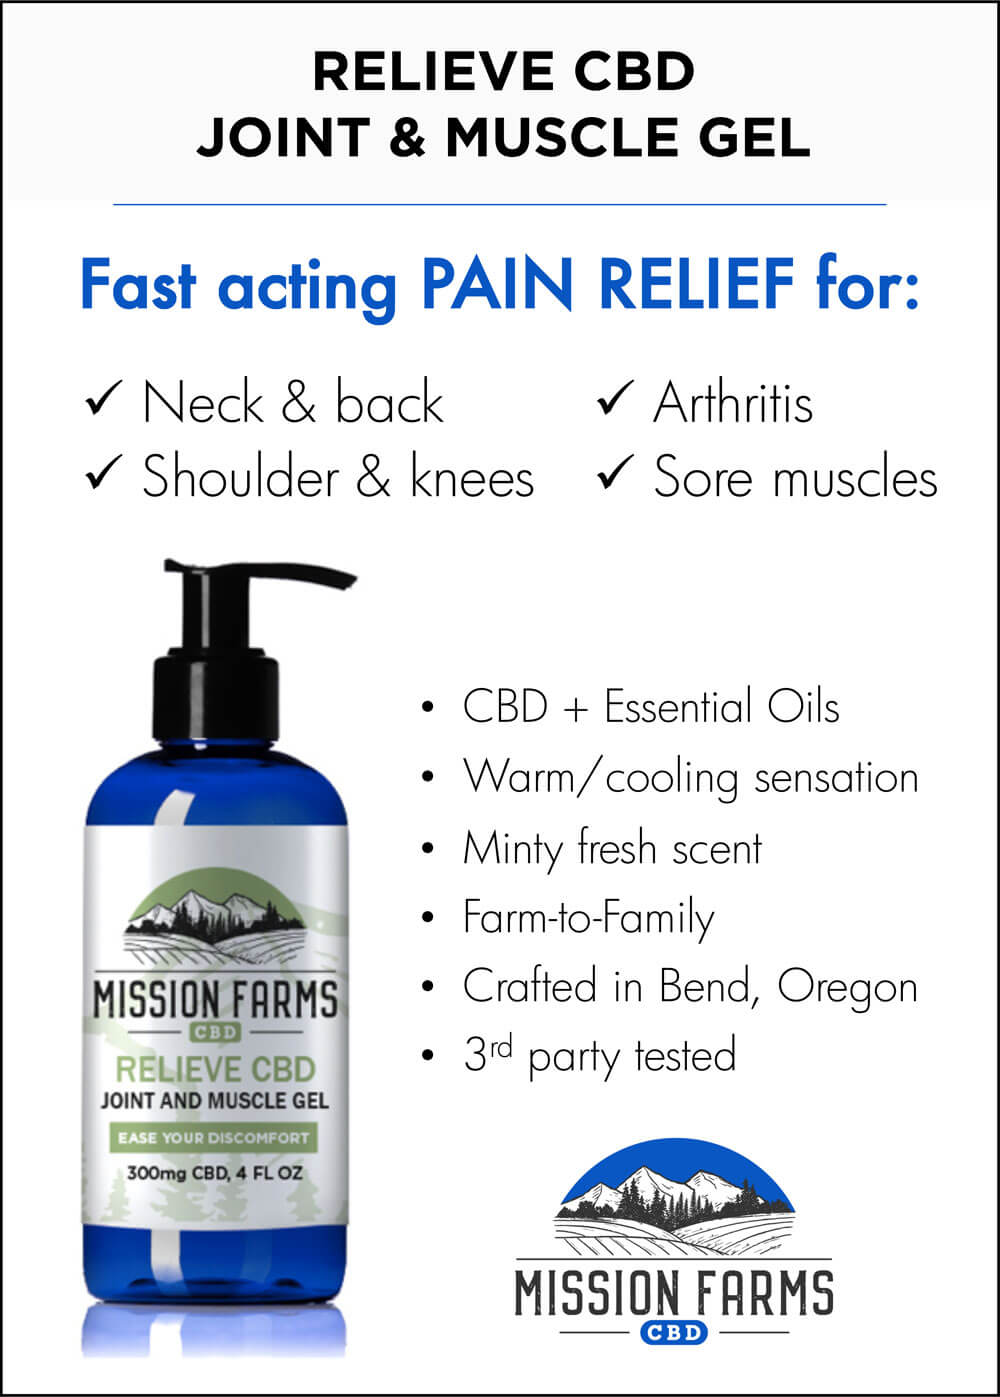 RELIEVE CBD
JOINT & MUSCLE GEL
Fast acting PAIN RELIEF for:
✓ Neck & back
✓ Shoulder & knees
✓ Arthritis
✓ Sore muscles
• CBD + Essential Oils
• Warm/cooling sensation
• Minty fresh scent
• Farm-to-Family
• Crafted in Bend, Oregon
• 3rd party tested
MISSION FARMS
CBD
RELIEVE CBD
JOINT AND MUSCLE GEL
EASE YOUR DISCOMFORT
300mg CBD, 4 FL OZ
MISSION FARMS
CBD